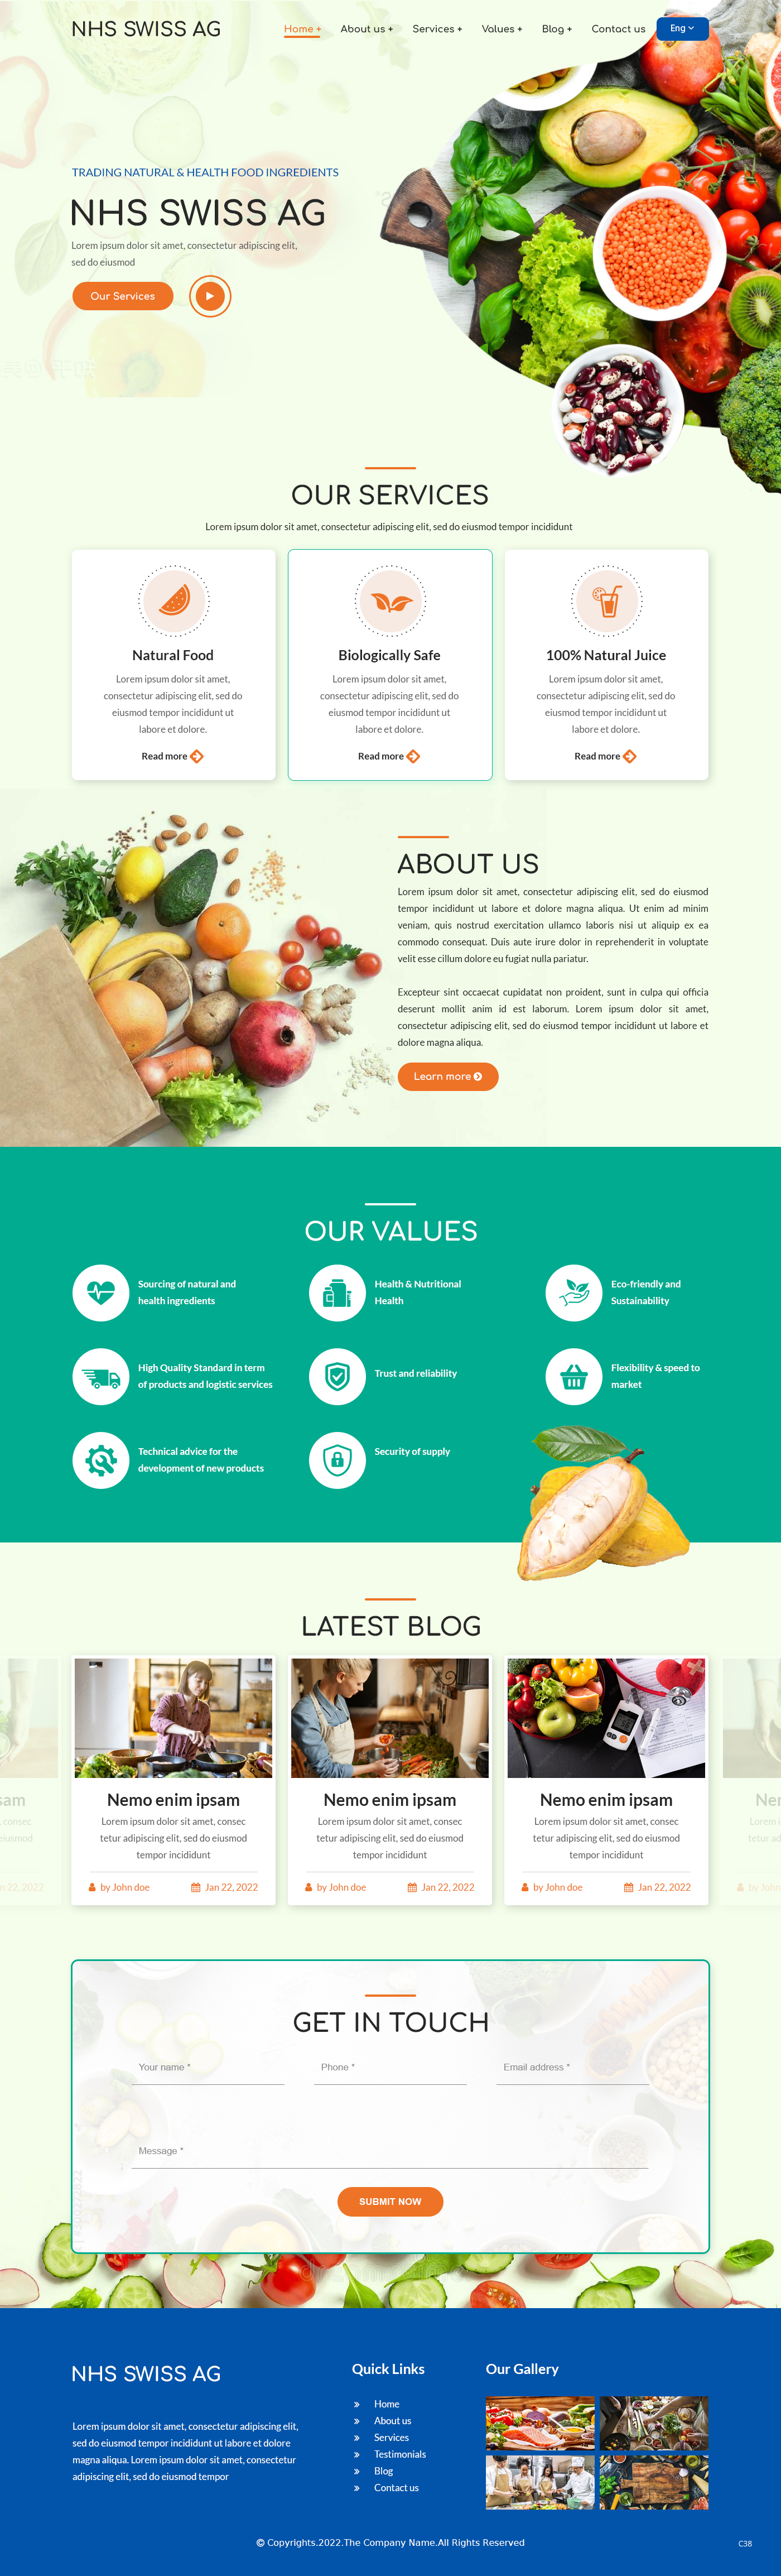 NHS SWISS AG
Home +
About us +
Services +
Values +
Blog +
Contact us
Eng
TRADING NATURAL & HEALTH FOOD INGREDIENTS
NHS SWISS AG
Lorem ipsum dolor sit amet, consectetur adipiscing elit,
sed do eiusmod
Our Services
OUR SERVICES
Lorem ipsum dolor sit amet, consectetur adipiscing elit, sed do eiusmod tempor incididunt
Natural Food
Lorem ipsum dolor sit amet,
consectetur adipiscing elit, sed do
eiusmod tempor incididunt ut
labore et dolore.
Read more
Biologically Safe
Lorem ipsum dolor sit amet,
consectetur adipiscing elit, sed do
eiusmod tempor incididunt ut
labore et dolore.
Read more
100% Natural Juice
Lorem ipsum dolor sit amet,
consectetur adipiscing elit, sed do
eiusmod tempor incididunt ut
labore et dolore.
Read more
ABOUT US
Lorem ipsum dolor sit amet, consectetur adipiscing elit, sed do eiusmod
tempor incididunt ut labore et dolore magna aliqua. Ut enim ad minim
veniam, quis nostrud exercitation ullamco laboris nisi ut aliquip ex ea
commodo consequat. Duis aute irure dolor in reprehenderit in voluptate
velit esse cillum dolore eu fugiat nulla pariatur.
Excepteur sint occaecat cupidatat non proident, sunt in culpa qui officia
deserunt mollit anim id est laborum. Lorem ipsum dolor sit amet,
consectetur adipiscing elit, sed do eiusmod tempor incididunt ut labore et
dolore magna aliqua.
Learn more
OUR VALUES
Sourcing of natural and
health ingredients
Health & Nutritional
Health
Eco-friendly and
Sustainability
High Quality Standard in term
of products and logistic services
Trust and reliability
Flexibility & speed to
market
Technical advice for the
development of new products
Security of supply
LATEST BLOG
Nemo enim ipsam
Lorem ipsum dolor sit amet, consec
tetur adipiscing elit, sed do eiusmod
tempor incididunt
by John doe
Jan 22, 2022
Nemo enim ipsam
Lorem ipsum dolor sit amet, consec
tetur adipiscing elit, sed do eiusmod
tempor incididunt
by John doe
Jan 22, 2022
Nemo enim ipsam
Lorem ipsum dolor sit amet, consec
tetur adipiscing elit, sed do eiusmod
tempor incididunt
by John doe
Jan 22, 2022
GET IN TOUCH
Your name *
Phone *
Email address *
Message *
SUBMIT NOW
NHS SWISS AG
Lorem ipsum dolor sit amet, consectetur adipiscing elit,
sed do eiusmod tempor incididunt ut labore et dolore
magna aliqua. Lorem ipsum dolor sit amet, consectetur
adipiscing elit, sed do eiusmod tempor
Quick Links
Home
About us
Services
Testimonials
Blog
Contact us
Our Gallery
© Copyrights.2022.The Company Name.All Rights Reserved
C38